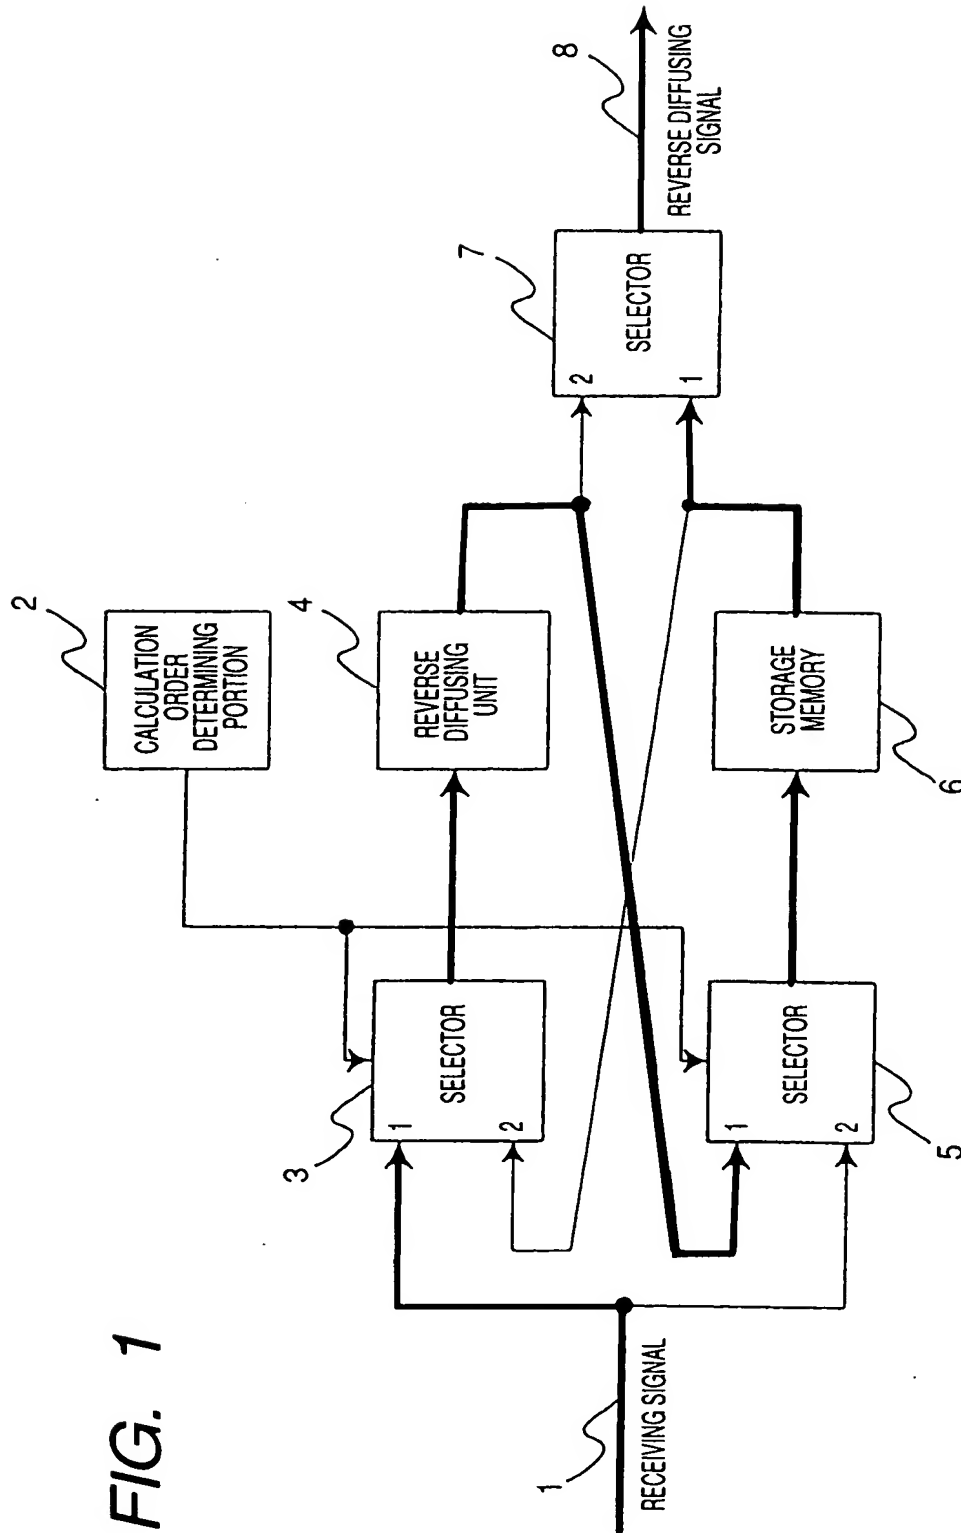 FIG. 1
1
RECEIVING SIGNAL
2
CALCULATION
ORDER
DETERMINING
PORTION
3
1
SELECTOR
2
4
REVERSE
DIFFUSING
UNIT
5
1
SELECTOR
2
6
STORAGE
MEMORY
7
2
SELECTOR
1
8
REVERSE DIFFUSING
SIGNAL